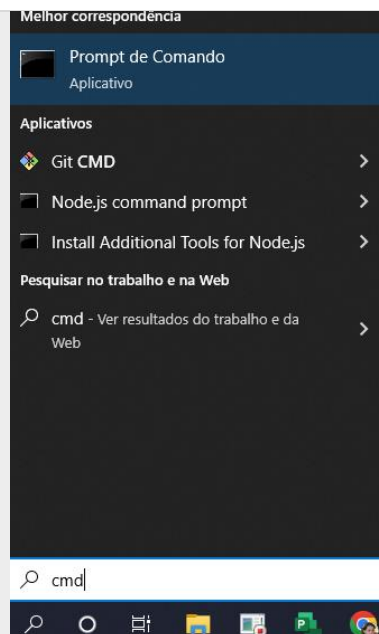 Melhor correspondência
Prompt de Comando
Aplicativo
Aplicativos
Git CMD
Node.js command prompt
Install Additional Tools for Node.js
Pesquisar no trabalho e na Web
cmd - Ver resultados do trabalho e da
Web
cmd